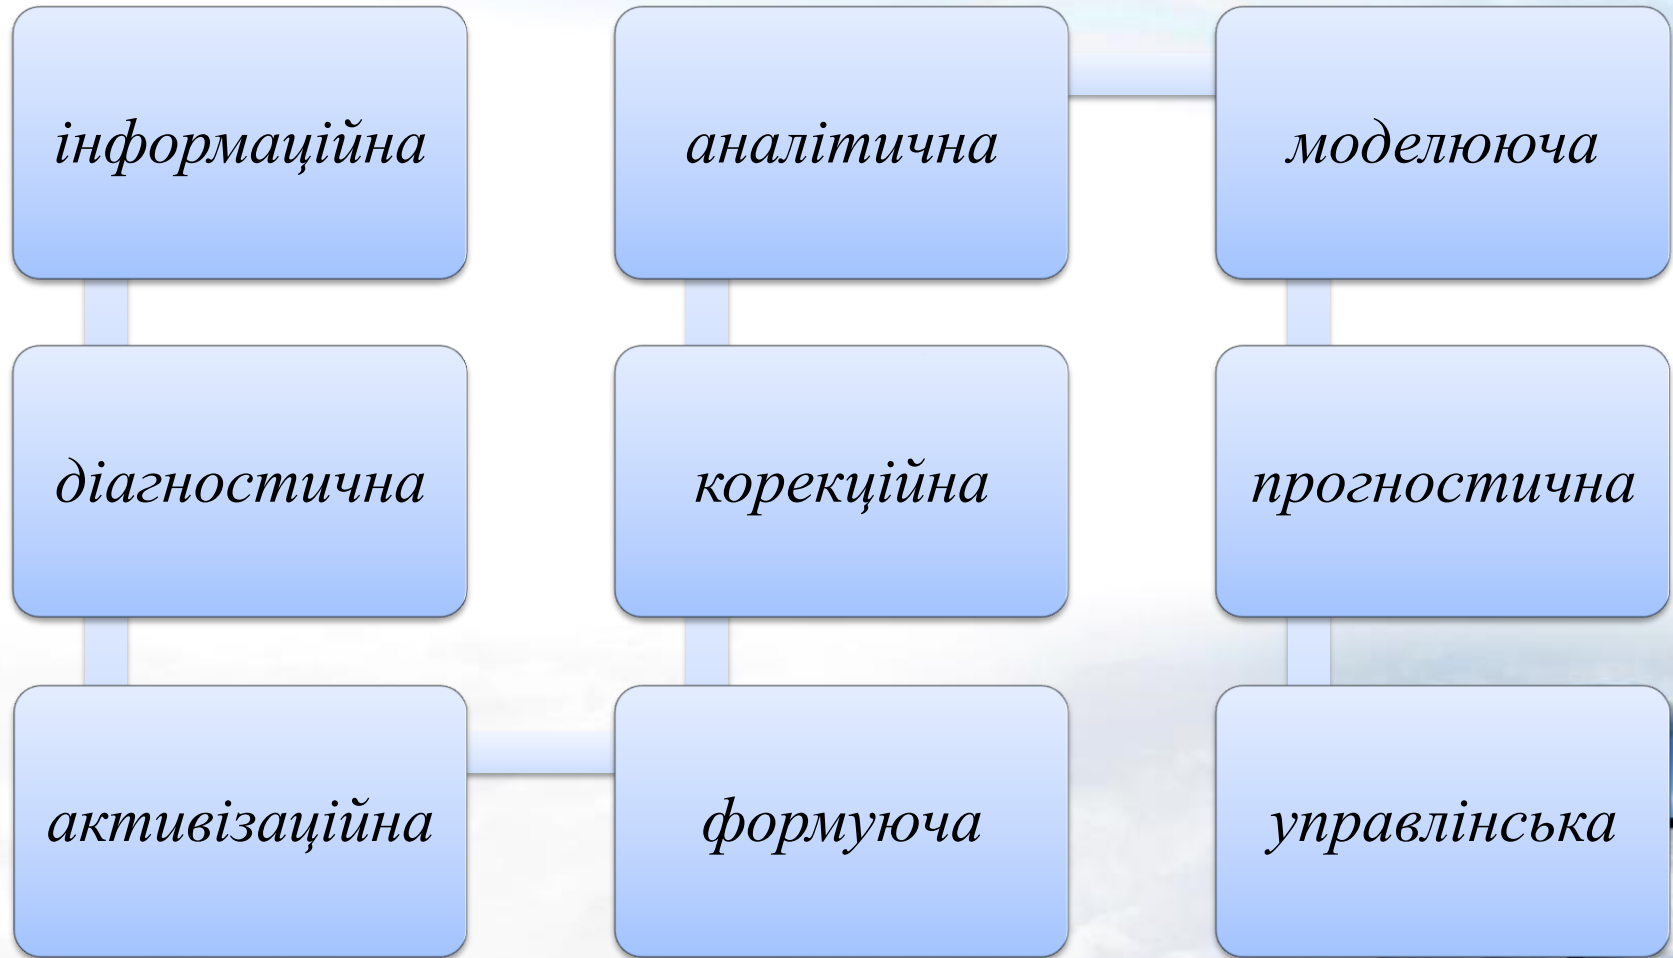 інформаційна
діагностична
активізаційна
формуюча
корекційна
аналітична
моделююча
прогностична
управлінська